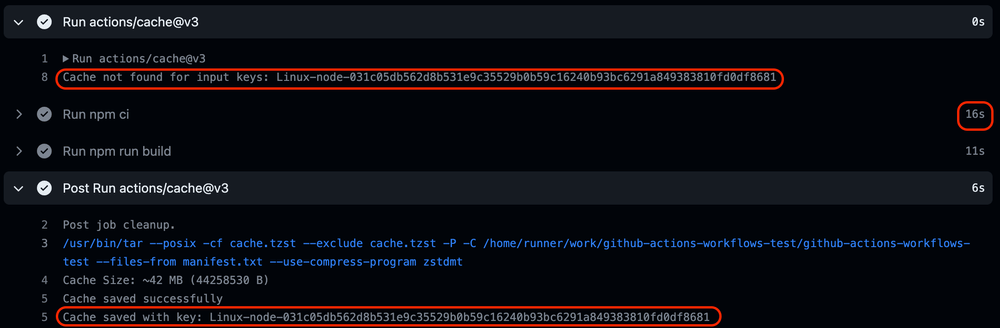 Run actions/cache@v3 0s
1 Run actions/cache@v3
8 Cache not found for input keys: Linux-node-031c05db562d8b531e9c35529b0b59c16240b93bc6291a849383810fd0df8681
Run npm ci 16s
Run npm run build 11s
Post Run actions/cache@v3 6s
2 Post job cleanup.
3 /usr/bin/tar --posix -cf cache.tzst --exclude cache.tzst -P -C /home/runner/work/github-actions-workflows-test/github-actions-workflows-
test --files-from manifest.txt --use-compress-program zstdmt
4 Cache Size: ~42 MB (44258530 B)
5 Cache saved successfully
5 Cache saved with key: Linux-node-031c05db562d8b531e9c35529b0b59c16240b93bc6291a849383810fd0df8681